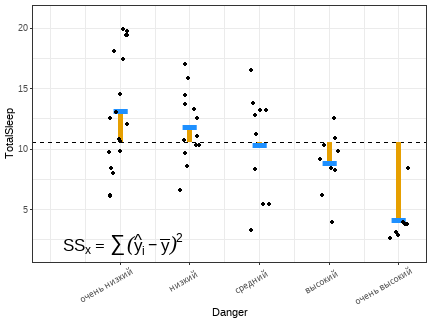 20
15
10
5
TotalSleep
SSₓ = ∑(ŷᵢ − y̅)²
очень низкий
низкий
средний
высокий
очень высокий
Danger